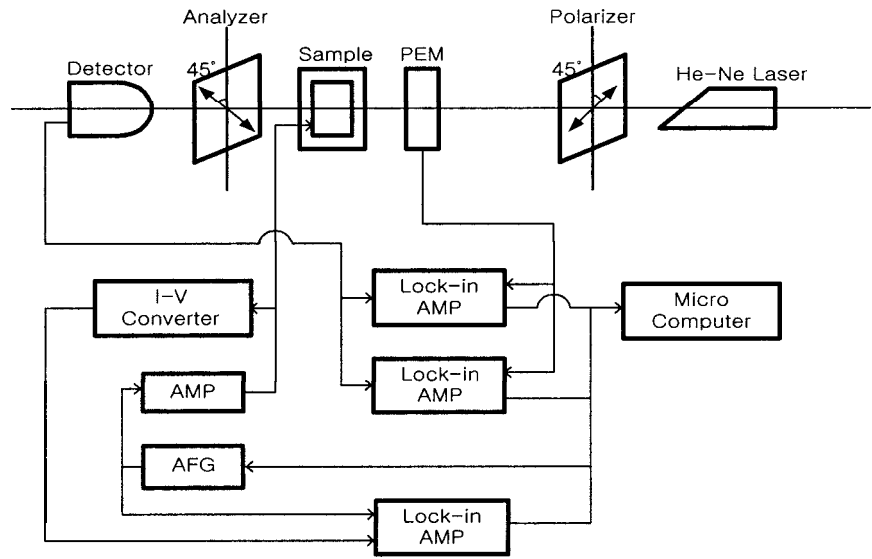 Analyzer
Polarizer
Sample
PEM
Detector
45°
45°
He-Ne Laser
I-V
Converter
Lock-in
AMP
Micro
Computer
AMP
Lock-in
AMP
AFG
Lock-in
AMP